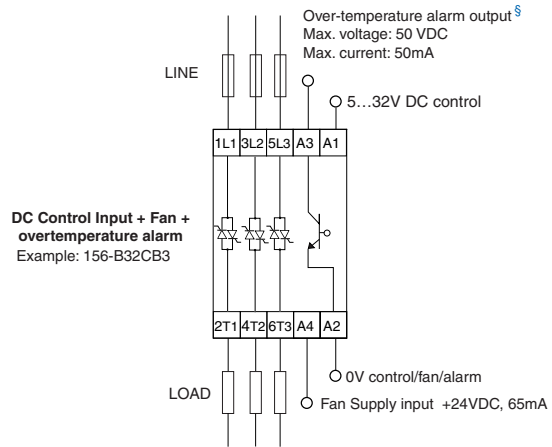 Over-temperature alarm output §
Max. voltage: 50 VDC
Max. current: 50mA
LINE
5...32V DC control
1L1 3L2 5L3 A3 A1
DC Control Input + Fan +
overtemperature alarm
Example: 156-B32CB3
2T1 4T2 6T3 A4 A2
0V control/fan/alarm
LOAD
Fan Supply input +24VDC, 65mA